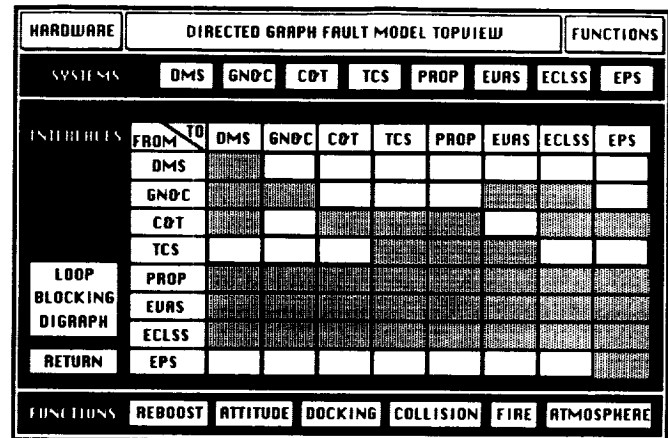 HARDWARE DIRECTED GRAPH FAULT MODEL TOPVIEW FUNCTIONS
SYSTEMS DMS GN&C C&T TCS PROP EVAS ECLSS EPS
INTERFACES FROM TO DMS GN&C C&T TCS PROP EVAS ECLSS EPS
DMS
GN&C
C&T
TCS
LOOP BLOCKING DIGRAPH
PROP
EVAS
ECLSS
RETURN EPS
FUNCTIONS REBOOST ATTITUDE DOCKING COLLISION FIRE ATMOSPHERE